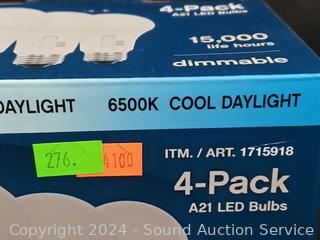 4-Pack
A21 LED Bulbs
15,000
life hours
dimmable
DAYLIGHT 6500K COOL DAYLIGHT
276.
4100
ITM. / ART. 1715918
4-Pack
A21 LED Bulbs
Copyright 2024 - Sound Auction Service